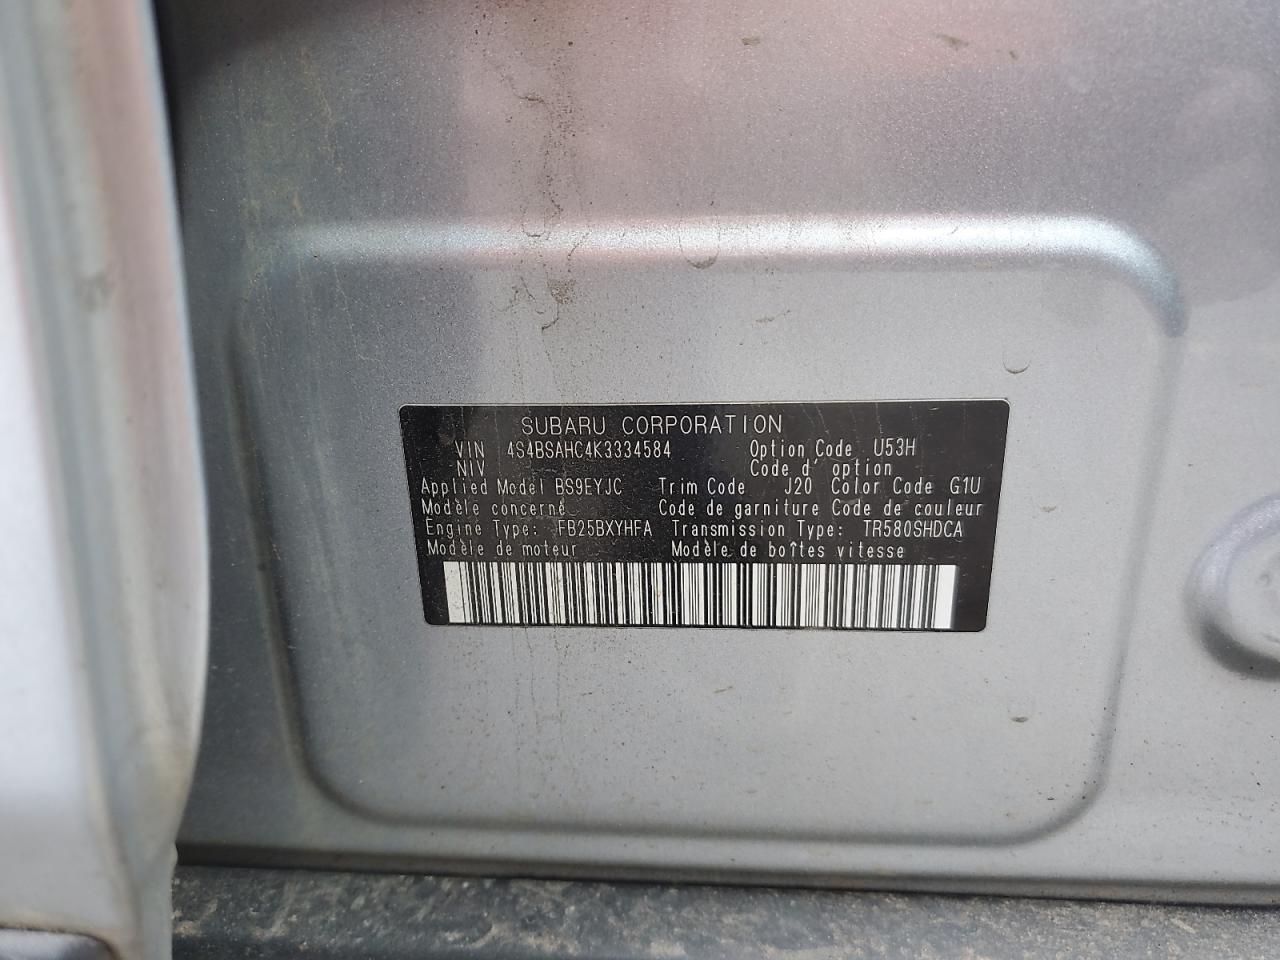 SUBARU CORPORATION
VIN 4S4BSAHC4K3334584 Option Code U53H
NIV Code d' option
Applied Model BS9EYJC Trim Code J20 Color Code G1U
Modèle concerné Code de garniture Code de couleur
Engine Type: FB25BXYHFA Transmission Type: TR580SHDCA
Modèle de moteur Modèle de boîtes vitesse